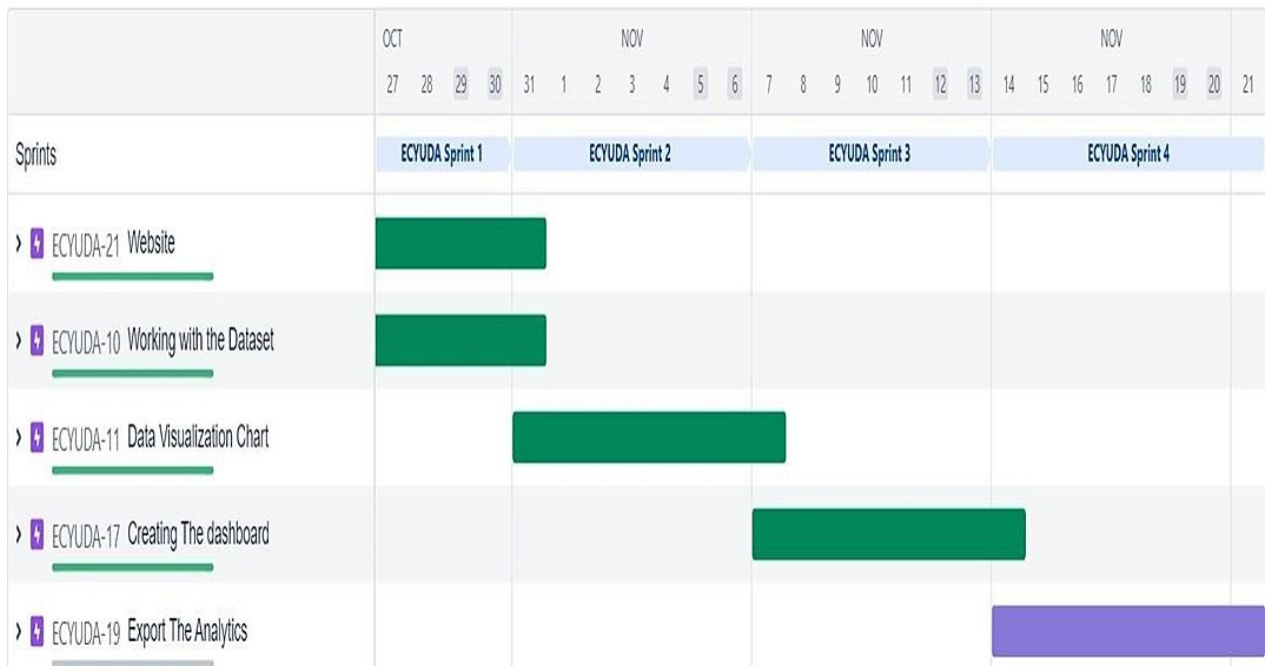 OCT NOV NOV NOV
27 28 29 30 31 1 2 3 4 5 6 7 8 9 10 11 12 13 14 15 16 17 18 19 20 21
Sprints ECYUDA Sprint 1 ECYUDA Sprint 2 ECYUDA Sprint 3 ECYUDA Sprint 4
ECYUDA-21 Website
ECYUDA-10 Working with the Dataset
ECYUDA-11 Data Visualization Chart
ECYUDA-17 Creating The dashboard
ECYUDA-19 Export The Analytics